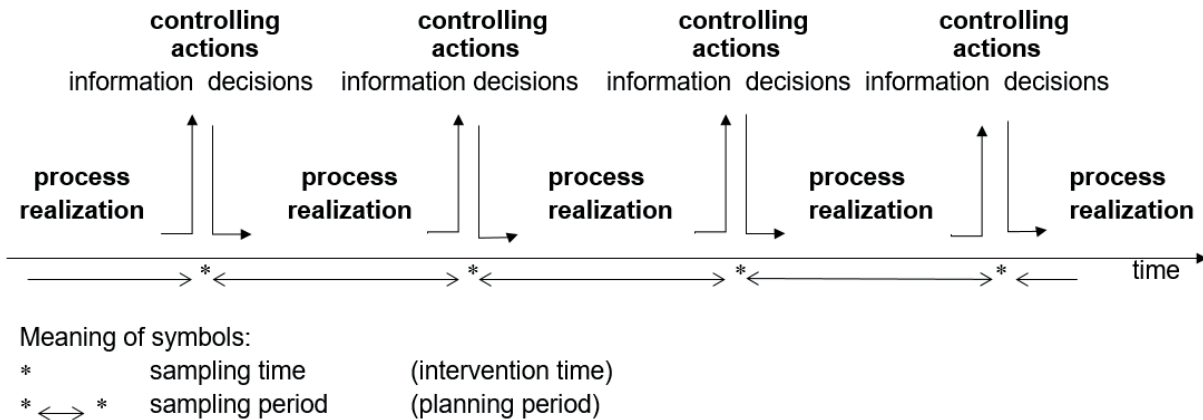 controlling controlling controlling controlling
actions actions actions actions
information decisions information decisions information decisions information decisions
process process process process process
realization realization realization realization realization
* * * * time
Meaning of symbols:
* sampling time (intervention time)
* ↔ * sampling period (planning period)